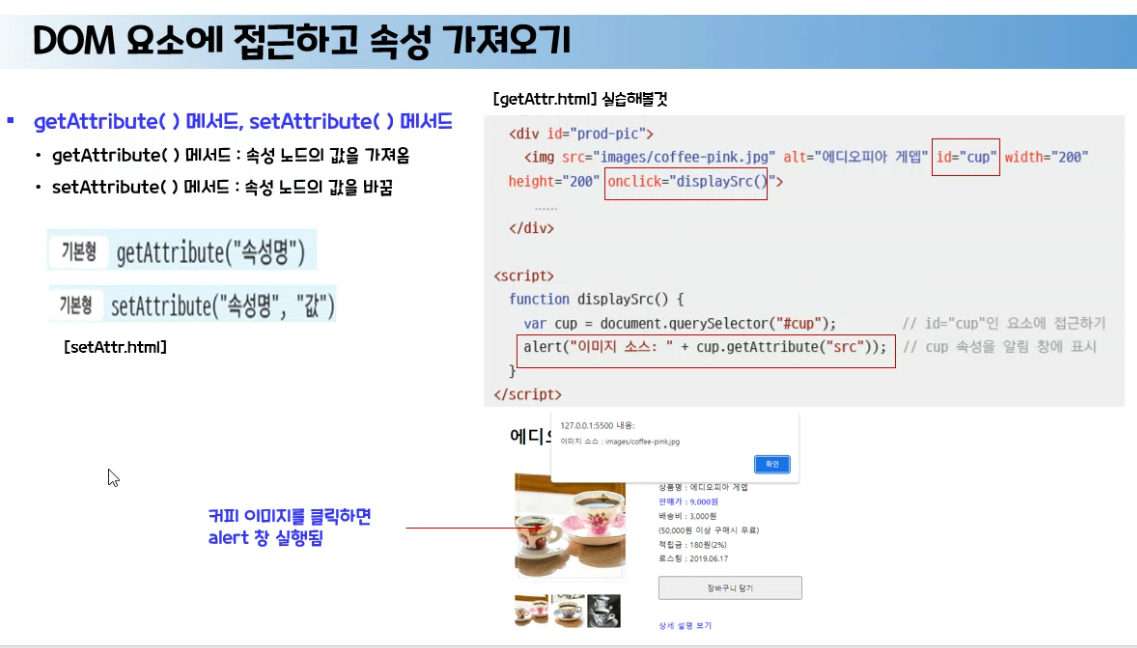 DOM 요소에 접근하고 속성 가져오기
▪ getAttribute( ) 메서드, setAttribute( ) 메서드
• getAttribute( ) 메서드 : 속성 노드의 값을 가져옴
• setAttribute( ) 메서드 : 속성 노드의 값을 바꿈
기본형 getAttribute("속성명")
기본형 setAttribute("속성명", "값")
[setAttr.html]
[getAttr.html] 실습해볼것
<div id="prod-pic">
<img src="images/coffee-pink.jpg" alt="에디오피아 게뎁" id="cup" width="200"
height="200" onclick="displaySrc()">
......
</div>
<script>
function displaySrc() {
var cup = document.querySelector("#cup"); // id="cup"인 요소에 접근하기
alert("이미지 소스: " + cup.getAttribute("src")); // cup 속성을 알림 창에 표시
}
</script>
에디오
127.0.0.1:5500 내용:
이미지 소스 : images/coffee-pink.jpg
확인
커피 이미지를 클릭하면
alert 창 실행됨
상품명 : 에디오피아 게뎁
판매가 : 9,000원
배송비 : 3,000원
(50,000원 이상 구매시 무료)
적립금 : 180원(2%)
로스팅 : 2019.06.17
장바구니 담기
상세 설명 보기